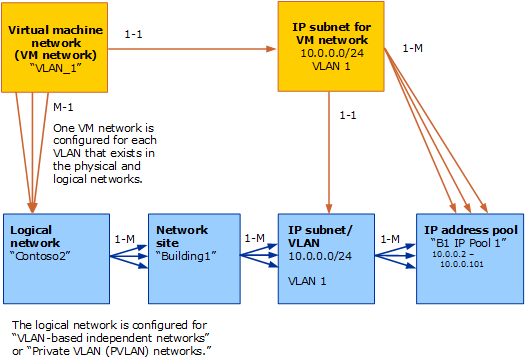 Virtual machine
network
(VM network)
“VLAN_1”
1-1
IP subnet for
VM network
10.0.0.0/24
VLAN 1
1-M
M-1
One VM network is
configured for each
VLAN that exists in
the physical and
logical networks.
1-1
Logical
network
“Contoso2”
1-M
Network
site
“Building1”
1-M
IP subnet/
VLAN
10.0.0.0/24
VLAN 1
1-M
IP address pool
“B1 IP Pool 1”
10.0.0.2 –
10.0.0.101
The logical network is configured for
“VLAN-based independent networks”
or “Private VLAN (PVLAN) networks.”